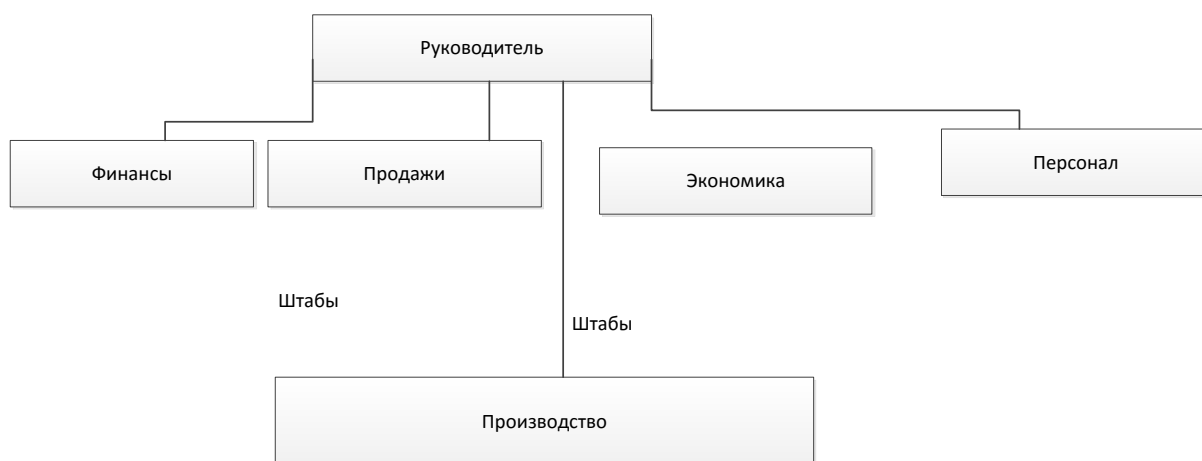 Руководитель
Финансы
Продажи
Экономика
Персонал
Штабы
Штабы
Производство